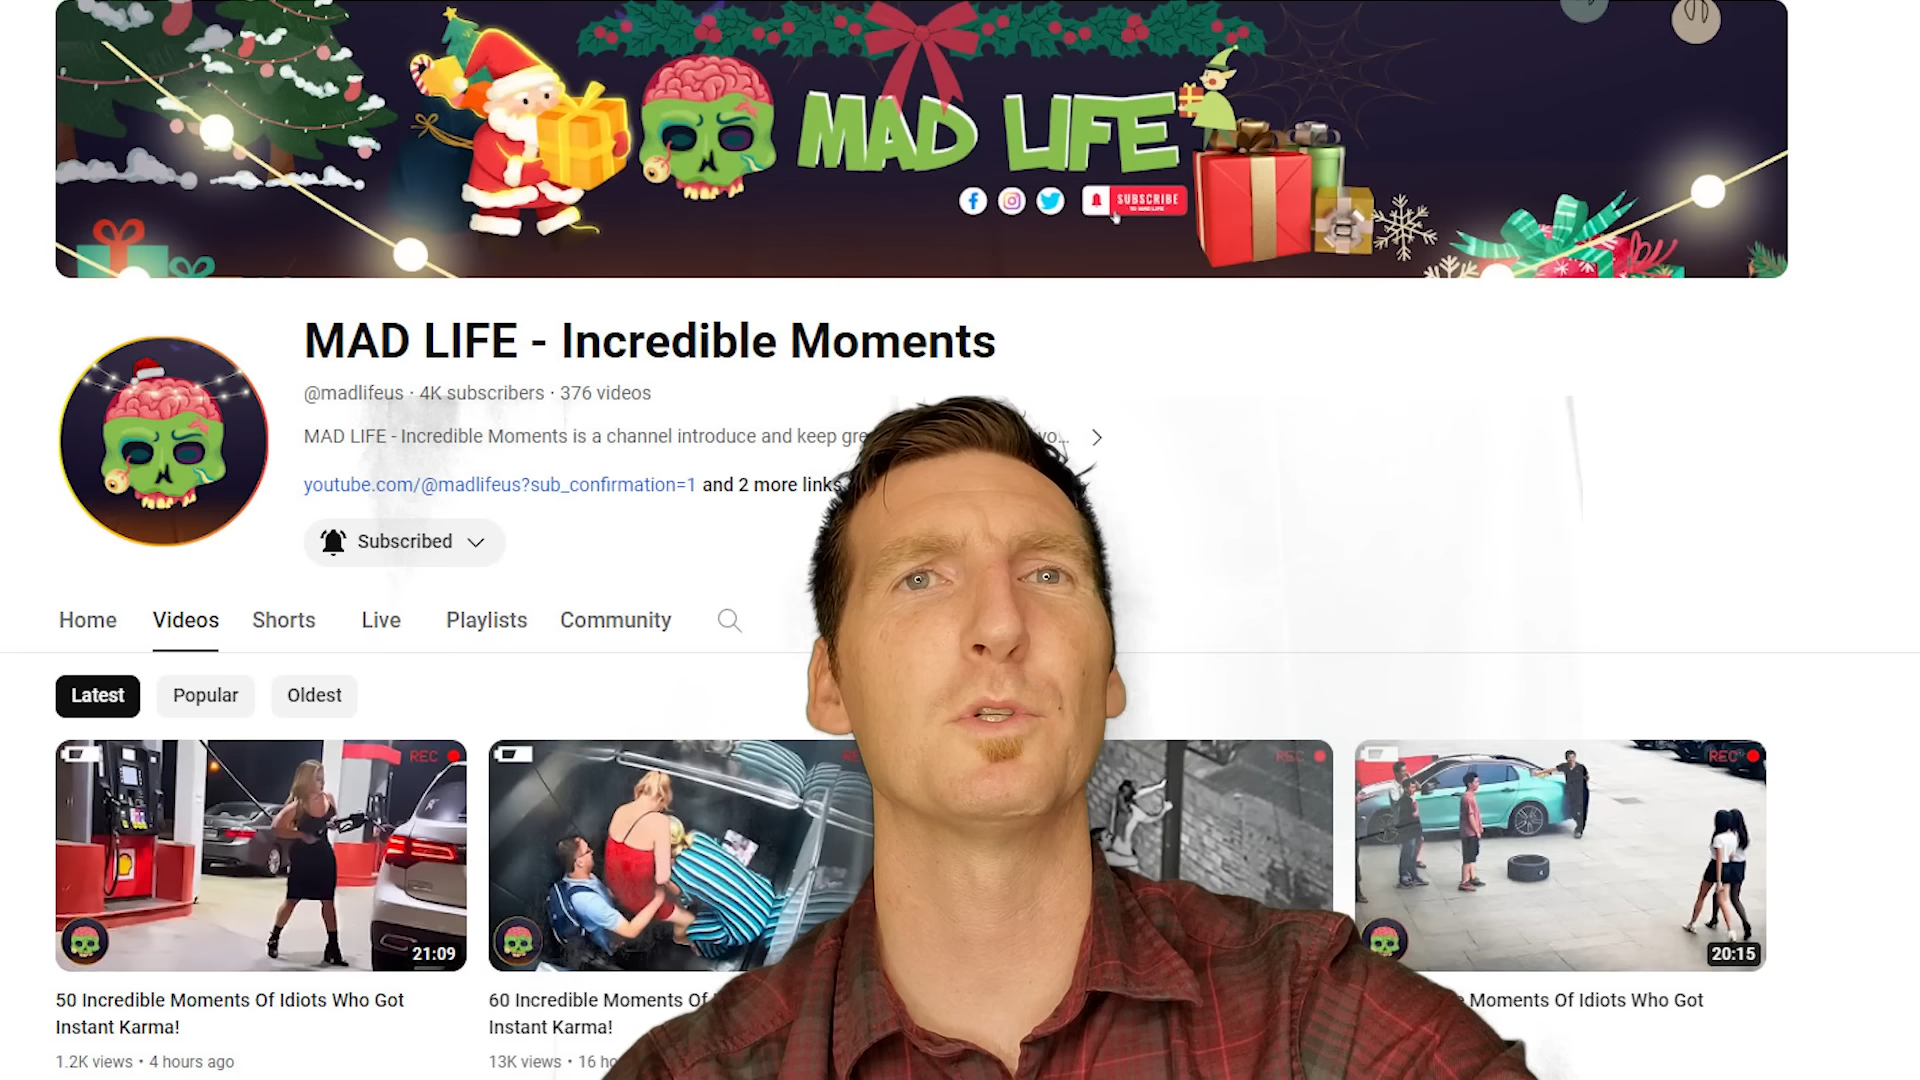 MAD LIFE
SUBSCRIBE
MAD LIFE - Incredible Moments
@madlifeus · 4K subscribers · 376 videos
MAD LIFE - Incredible Moments is a channel introduce and keep gre
youtube.com/@madlifeus?sub_confirmation=1 and 2 more links
Subscribed
Home Videos Shorts Live Playlists Community
Latest Popular Oldest
REC
REC
REC
21:09
20:15
50 Incredible Moments Of Idiots Who Got
Instant Karma!
60 Incredible Moments Of
Instant Karma!
Moments Of Idiots Who Got
1.2K views • 4 hours ago
13K views • 16 ho